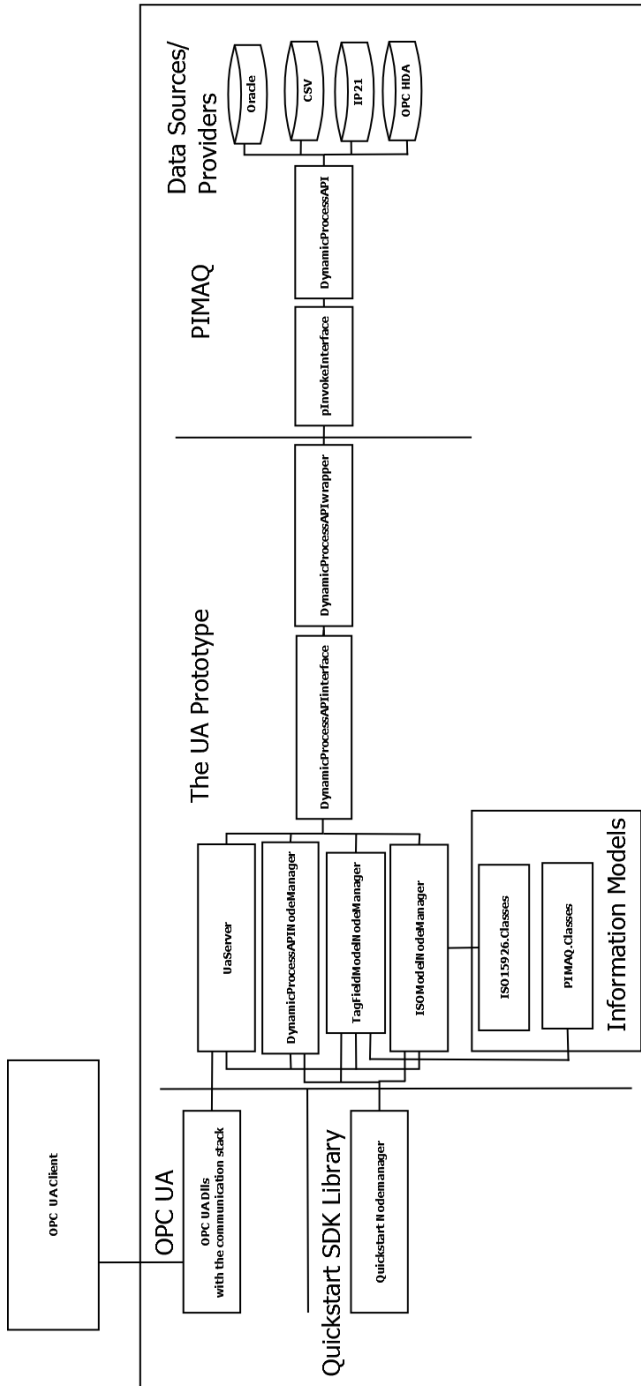 OPC UA Client
OPC UA
OPC UA Dlls
with the communication stack
Quickstart SDK Library
Quickstart Nodemanager
The UA Prototype
UaServer
DynamicProcessAPINodeManager
TagFieldModelNodeManager
ISOModelNodeManager
ISO15926.Classes
PIMAQ.Classes
Information Models
DynamicProcessAPIinterface
DynamicProcessAPIwrapper
PIMAQ
pInvokeInterface
DynamicProcessAPI
Data Sources/
Providers
Oracle
CSV
IP21
OPC HDA